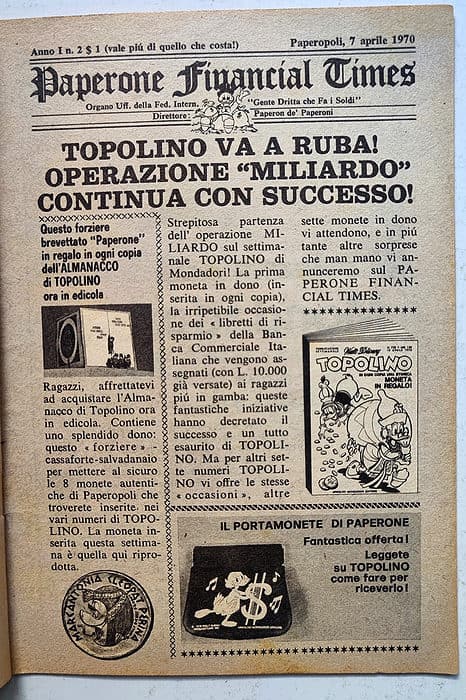 Anno I n. 2 $ 1 (vale piú di quello che costa!)
Paperopoli, 7 aprile 1970
Paperone Financial Times
Organo Uff. della Fed. Intern. "Gente Dritta che Fa i Soldi"
Direttore: Paperon de' Paperoni
TOPOLINO VA A RUBA!
OPERAZIONE "MILIARDO"
CONTINUA CON SUCCESSO!
Questo forziere
brevettato "Paperone"
in regalo in ogni copia
dell'ALMANACCO
di TOPOLINO
ora in edicola
Ragazzi, affrettatevi
ad acquistare l'Alma-
nacco di Topolino ora
in edicola. Contiene
uno splendido dono:
questo « forziere » -
cassaforte-salvadanaio
per mettere al sicuro
le 8 monete autenti-
che di Paperopoli che
troverete inserite nei
vari numeri di TOPO-
LINO. La moneta in-
serita questa settima-
na è quella qui ripro-
dotta.
MARCANTONIA CLEOPAT PAPRINA
Strepitosa partenza
dell' operazione MI-
LIARDO sul settima-
nale TOPOLINO di
Mondadori! La prima
moneta in dono (in-
serita in ogni copia),
la irripetibile occasio-
ne dei « libretti di ri-
sparmio » della Ban-
ca Commerciale Ita-
liana che vengono as-
segnati (con L. 10.000
già versate) ai ragazzi
piú in gamba: queste
fantastiche iniziative
hanno decretato il
successo e un tutto
esaurito di TOPOLI-
NO. Ma per altri set-
te numeri TOPOLI-
NO vi offre le stesse
« occasioni », altre
sette monete in dono
vi attendono, e in piú
tante altre sorprese
che man mano vi an-
nunceremo sul PA-
PERONE FINAN-
CIAL TIMES.
Walt Disney
TOPOLINO
MONETA
IN REGALO!
IL PORTAMONETE DI PAPERONE
Fantastica offerta!
Leggete
su TOPOLINO
come fare per
riceverlo!